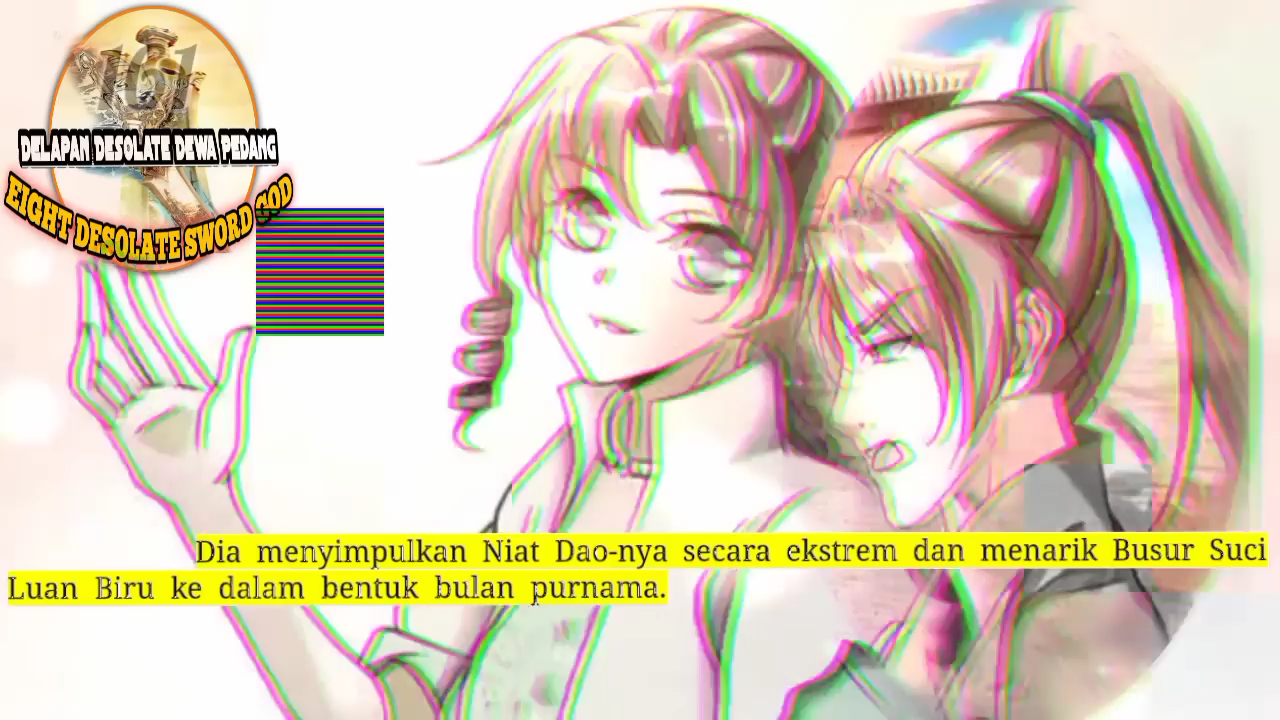 161
DELAPAN DESOLATE DEWA PEDANG
EIGHT DESOLATE SWORD GOD
Dia menyimpulkan Niat Dao-nya secara ekstrem dan menarik Busur Suci
Luan Biru ke dalam bentuk bulan purnama.